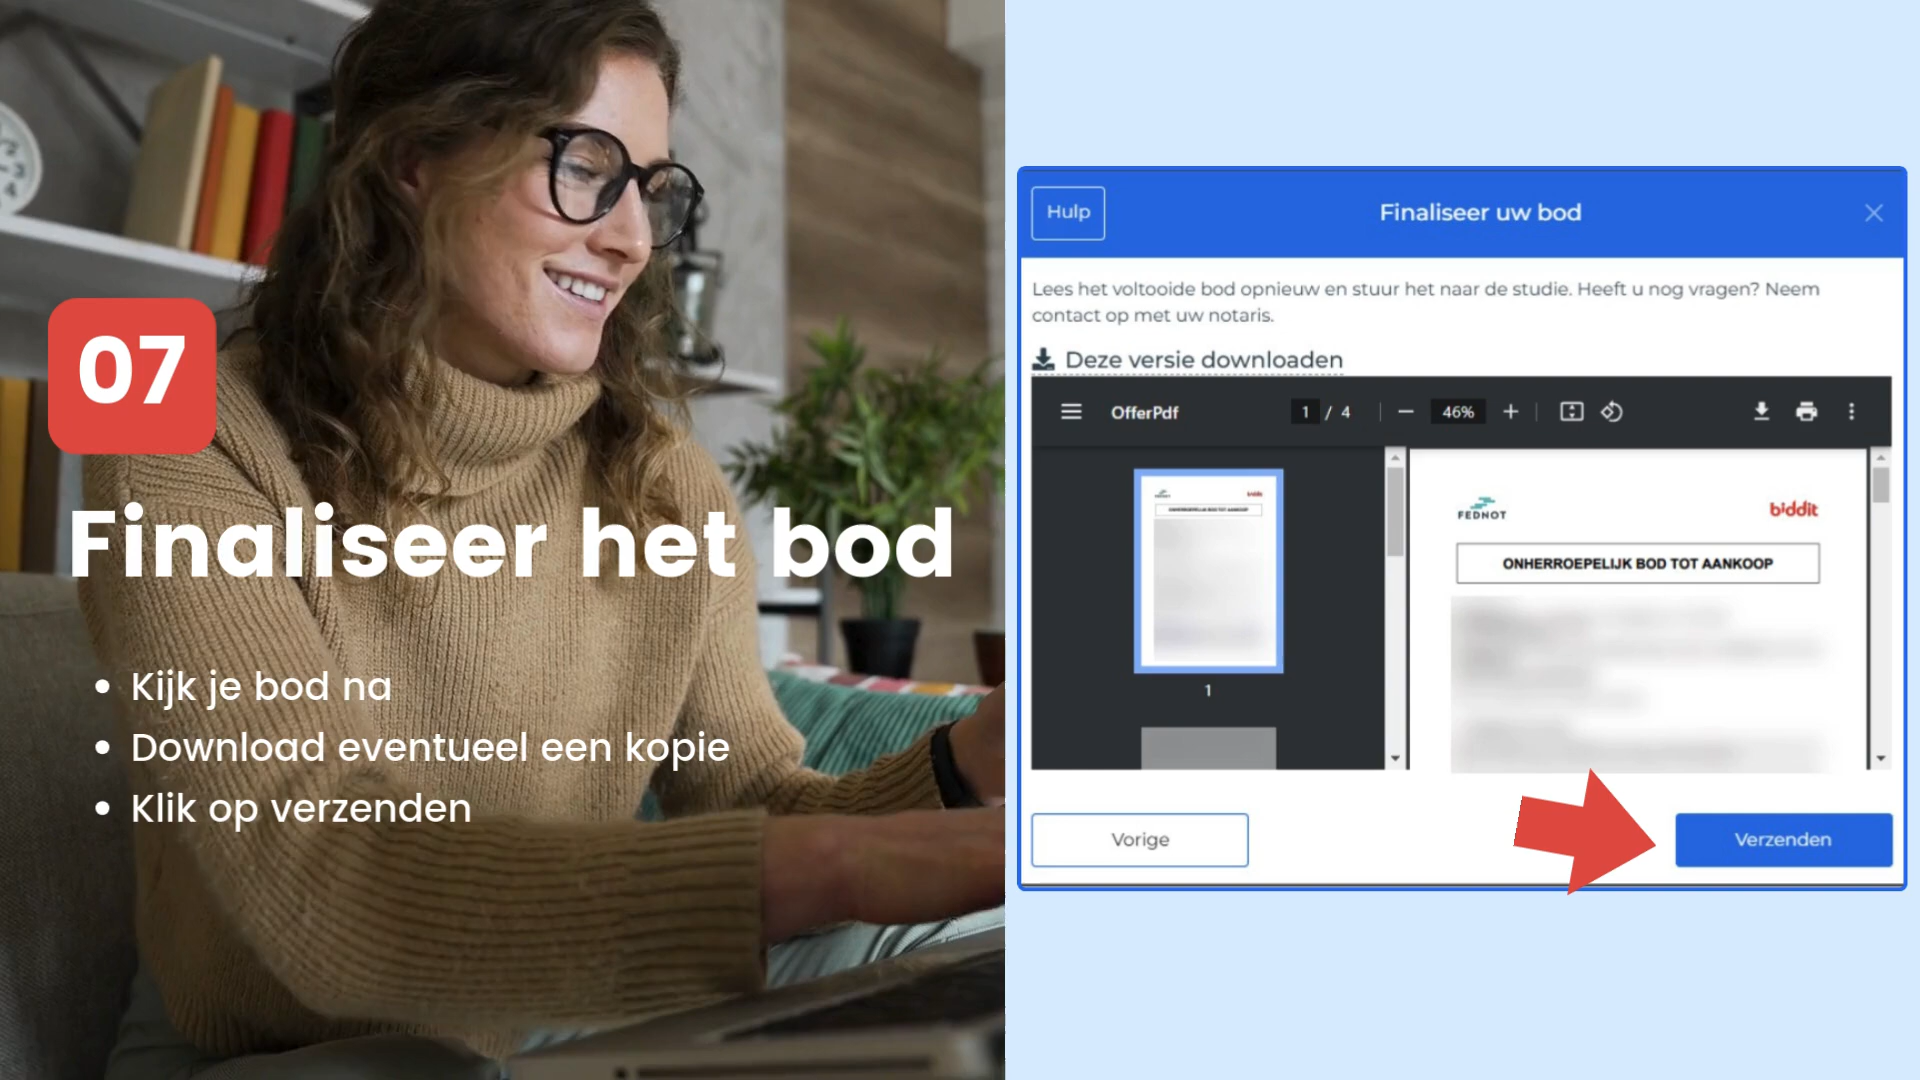 07
Finaliseer het bod
Kijk je bod na
Download eventueel een kopie
Klik op verzenden
Hulp
Finaliseer uw bod
Lees het voltooide bod opnieuw en stuur het naar de studie. Heeft u nog vragen? Neem
contact op met uw notaris.
Deze versie downloaden
OfferPdf
1 / 4
46%
FEDNOT
biddit
ONHERROEPELIJK BOD TOT AANKOOP
1
Vorige
Verzenden